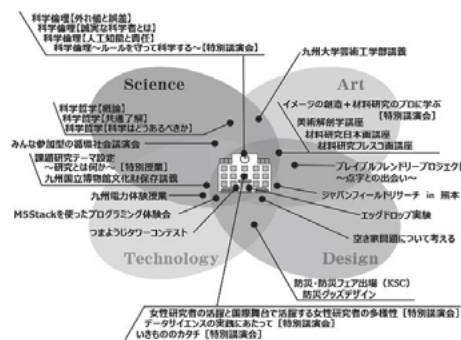 科学倫理【外れ値と誤差】
科学倫理【誠実な科学者とは】
科学倫理【人工知能と責任】
科学倫理～ルールを守って科学する～【特別講演会】
九州大学芸術工学部講義
Science
Art
イメージの創造+材料研究のプロに学ぶ
【特別講演会】
美術解剖学講座
材料研究日本画講座
材料研究フレスコ画講座
科学哲学【概論】
科学哲学【共通了解】
科学哲学【科学はどうあるべきか】
みんな参加型の循環社会講演会
課題研究テーマ設定
～研究とは何か～【特別授業】
九州国立博物館文化財保存講義
ブレイブルフレンドリープロジェクト
～点字との出会い～
ジャパンフィールドリサーチ in 熊本
九州電力体験授業
M5Stackを使ったプログラミング体験会
つまようじタワーコンテスト
エッグドロップ実験
空き家問題について考える
Technology
Design
防災・防災フェア出場(KSC)
防災グッズデザイン
女性研究者の活躍と国際舞台で活躍する女性研究者の多様性【特別講演会】
データサイエンスの実践にあたって【特別講演会】
いきもののカタチ【特別講演会】